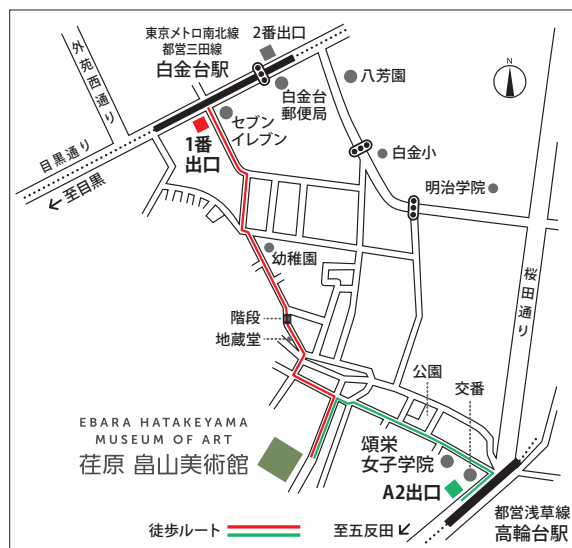 東京メトロ南北線
都営三田線
白金台駅
2番出口
外苑西通り
八芳園
N
白金台
郵便局
セブン
イレブン
1番
出口
目黒通り
至目黒
白金小
明治学院
幼稚園
桜田通り
階段
地蔵堂
公園
交番
EBARA HATAKEYAMA
MUSEUM OF ART
荏原 畠山美術館
頌栄
女子学院
A2出口
都営浅草線
高輪台駅
徒歩ルート
至五反田